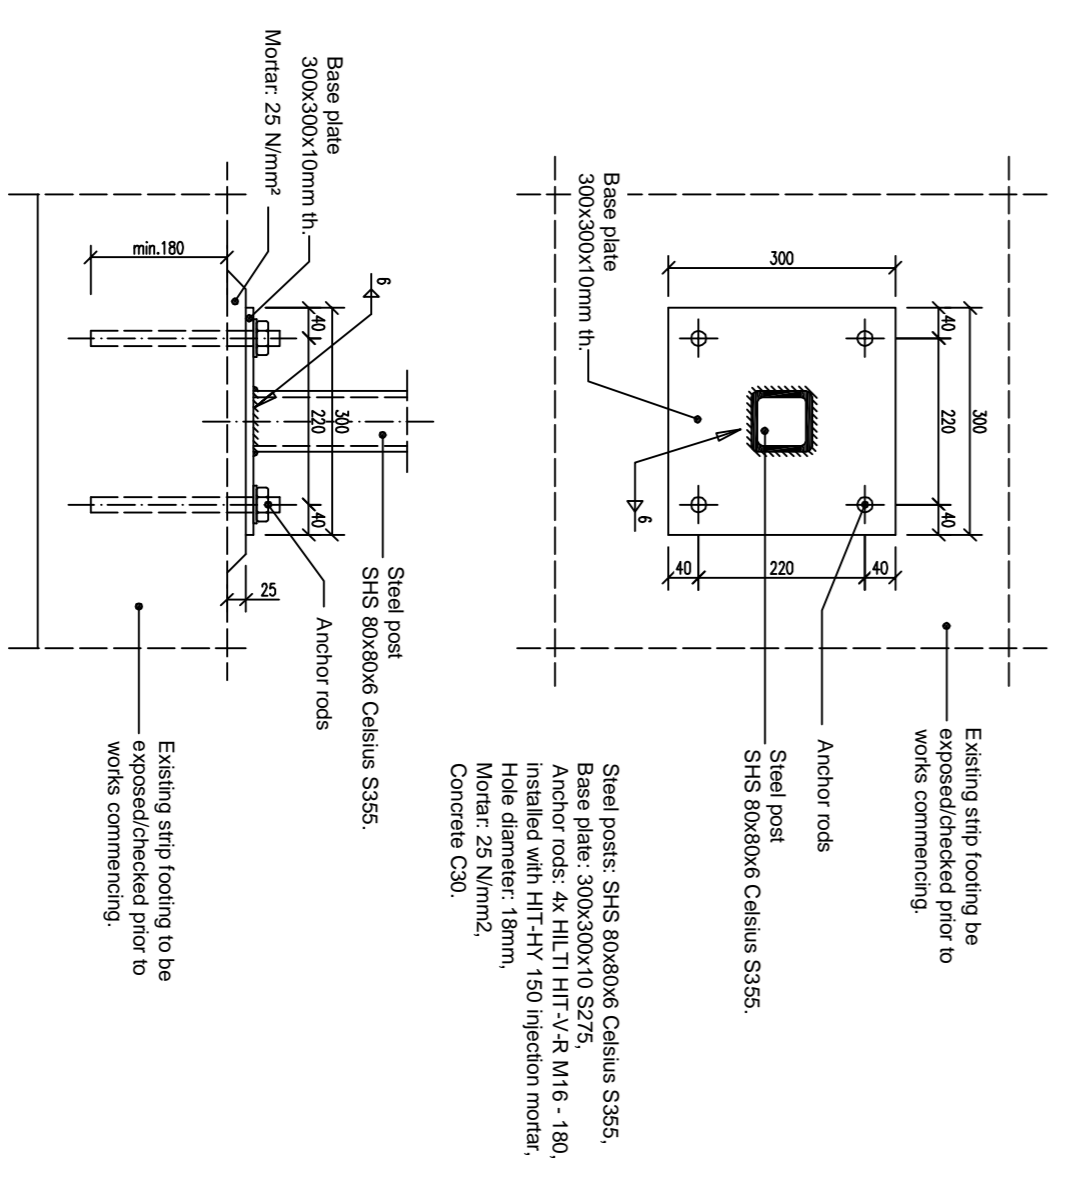 300
40 220 40
300
40
220
40
Existing strip footing be
exposed/checked prior to
works commencing.
Anchor rods
Steel post
SHS 80x80x6 Celsius S355.
6
Base plate
300x300x10mm th.
Steel posts: SHS 80x80x6 Celsius S355,
Base plate: 300x300x10 S275,
Anchor rods: 4x HILTI HIT-V-R M16 - 180,
installed with HIT-HY 150 injection mortar,
Hole diameter: 18mm,
Mortar: 25 N/mm2,
Concrete C30.
6
Steel post
SHS 80x80x6 Celsius S355.
300
40 220 40
Base plate
300x300x10mm th.
Mortar: 25 N/mm²
Anchor rods
25
min.180
Existing strip footing to be
exposed/checked prior to
works commencing.